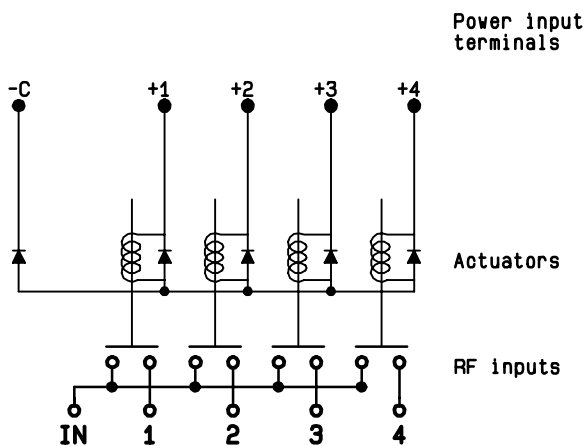 Power input
terminals
-C +1 +2 +3 +4
Actuators
RF inputs
IN 1 2 3 4